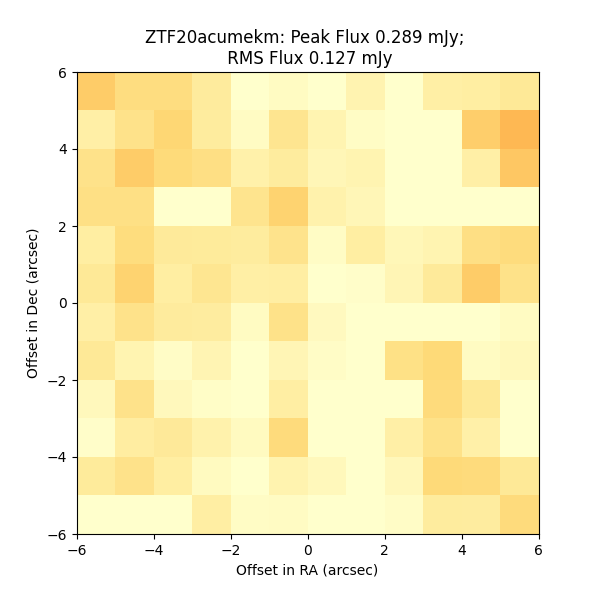 ZTF20acumekm: Peak Flux 0.289 mJy;
RMS Flux 0.127 mJy
6
4
2
0
−2
−4
−6
Offset in Dec (arcsec)
−6 −4 −2 0 2 4 6
Offset in RA (arcsec)